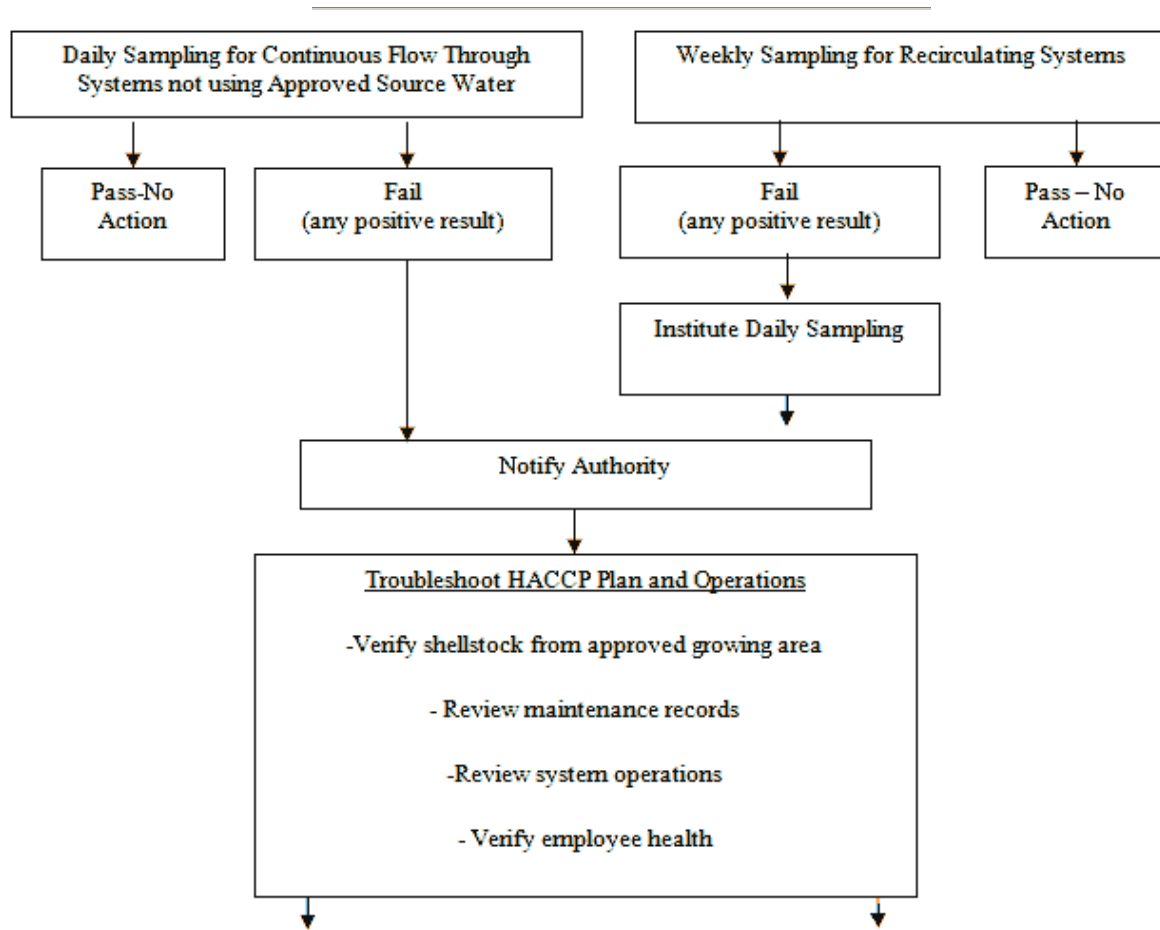 Daily Sampling for Continuous Flow Through
Systems not using Approved Source Water
Weekly Sampling for Recirculating Systems
Pass-No
Action
Fail
(any positive result)
Fail
(any positive result)
Pass – No
Action
Institute Daily Sampling
Notify Authority
Troubleshoot HACCP Plan and Operations
-Verify shellstock from approved growing area
- Review maintenance records
-Review system operations
- Verify employee health